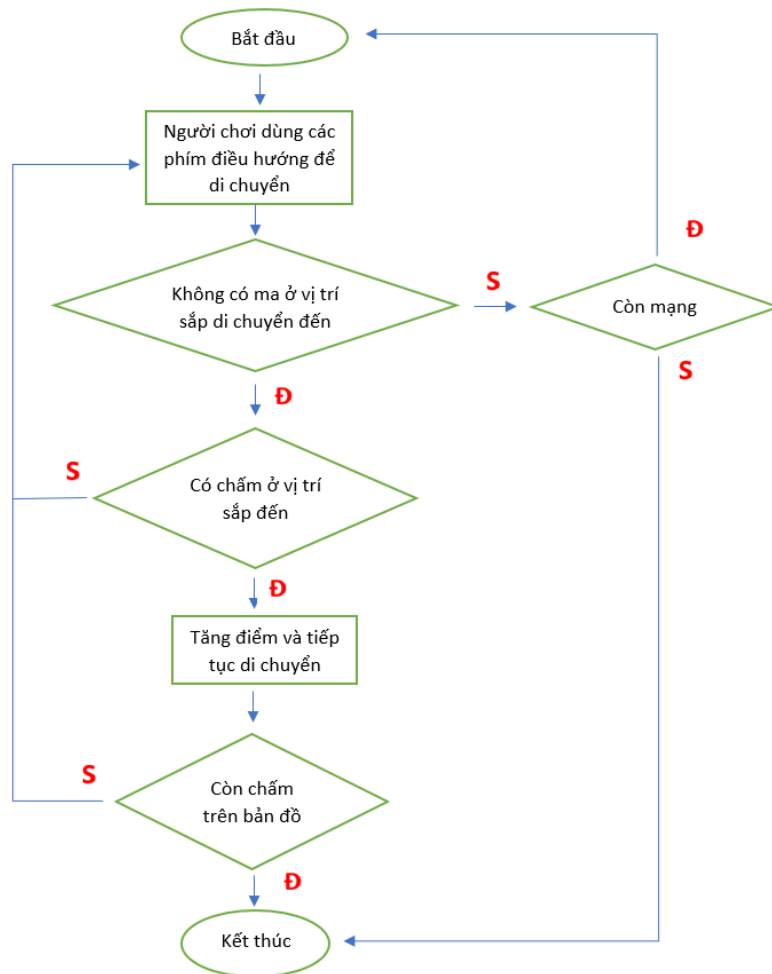 Bắt đầu
Người chơi dùng các
phím điều hướng để
di chuyển
Đ
Không có ma ở vị trí
sắp di chuyển đến
S
Còn mạng
S
Đ
Có chấm ở vị trí
sắp đến
S
Đ
Tăng điểm và tiếp
tục di chuyển
S
Còn chấm
trên bản đồ
Đ
Kết thúc